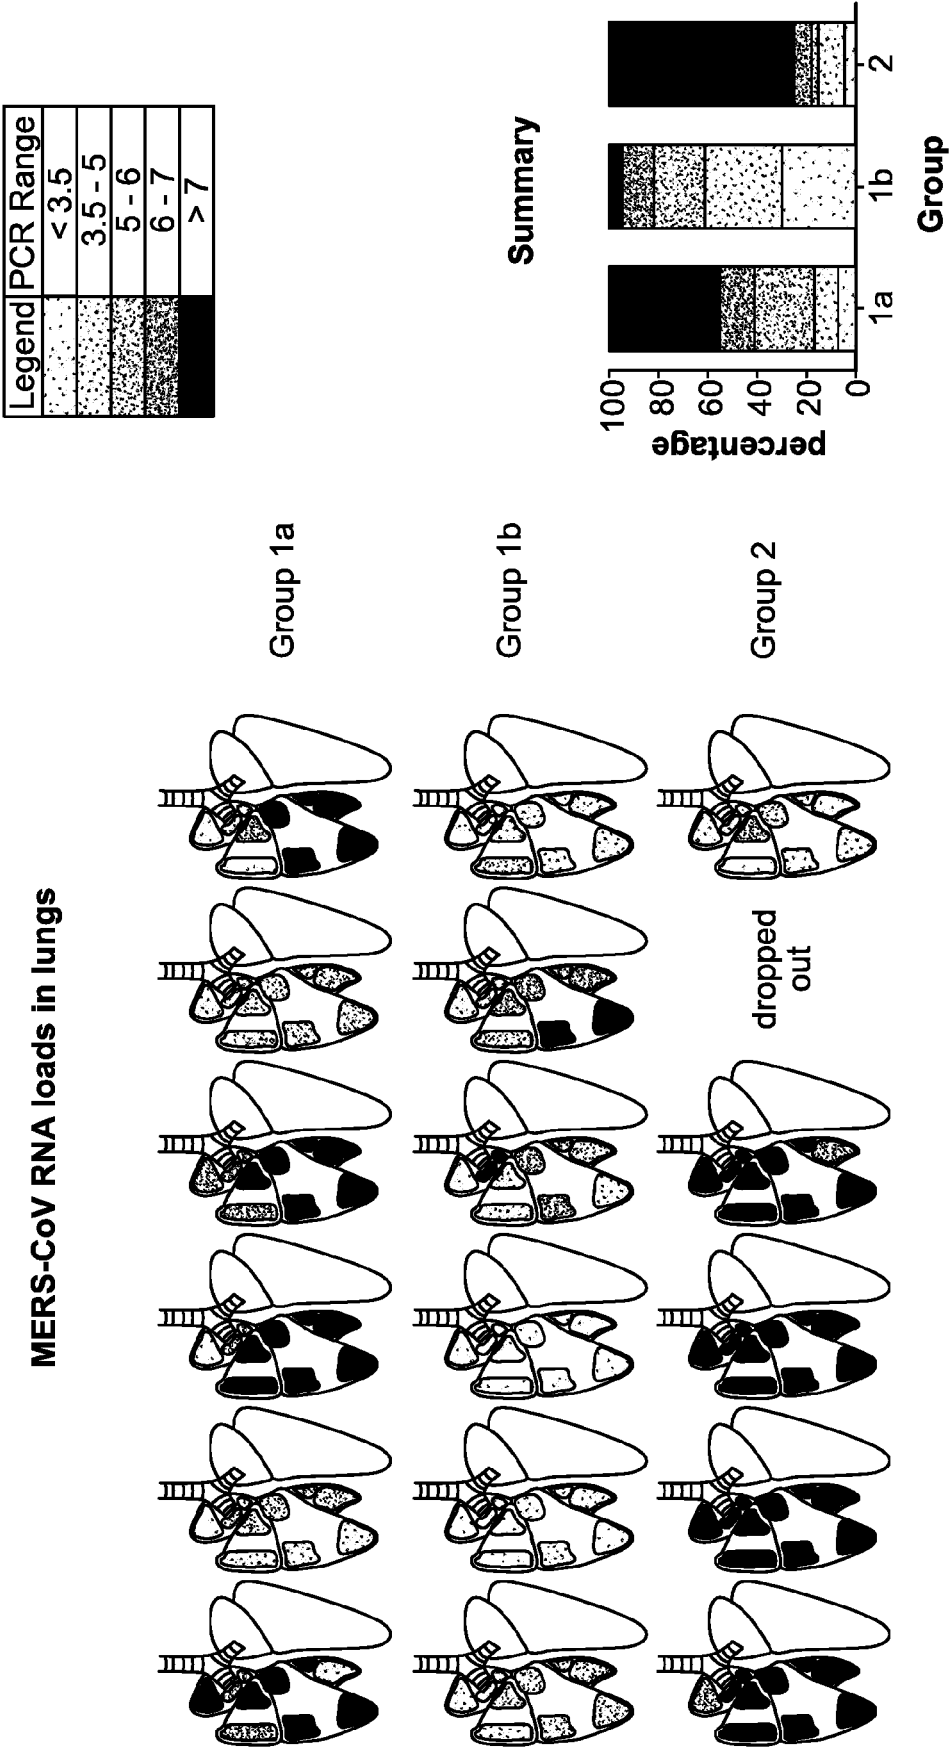 MERS-CoV RNA loads in lungs
Group 1a
Group 1b
Group 2
dropped
out
Legend PCR Range
< 3.5
3.5 - 5
5 - 6
6 - 7
> 7
Summary
percentage
100
80
60
40
20
0
1a
1b
2
Group